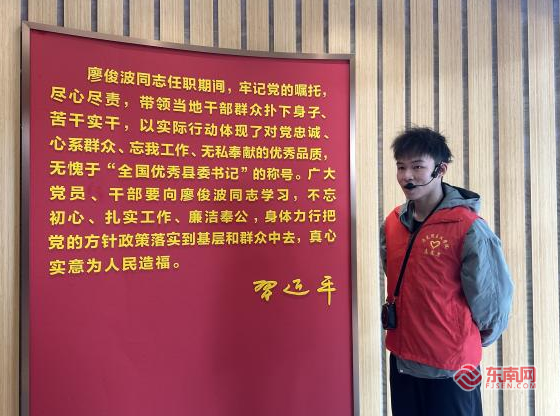 廖俊波同志任职期间，牢记党的嘱托，
尽心尽责，带领当地干部群众扑下身子、
苦干实干，以实际行动体现了对党忠诚、
心系群众、忘我工作、无私奉献的优秀品质，
无愧于“全国优秀县委书记”的称号。广大
党员、干部要向廖俊波同志学习，不忘
初心、扎实工作、廉洁奉公，身体力行把
党的方针政策落实到基层和群众中去，真心
实意为人民造福。
习近平
东南网
FJSEN.COM